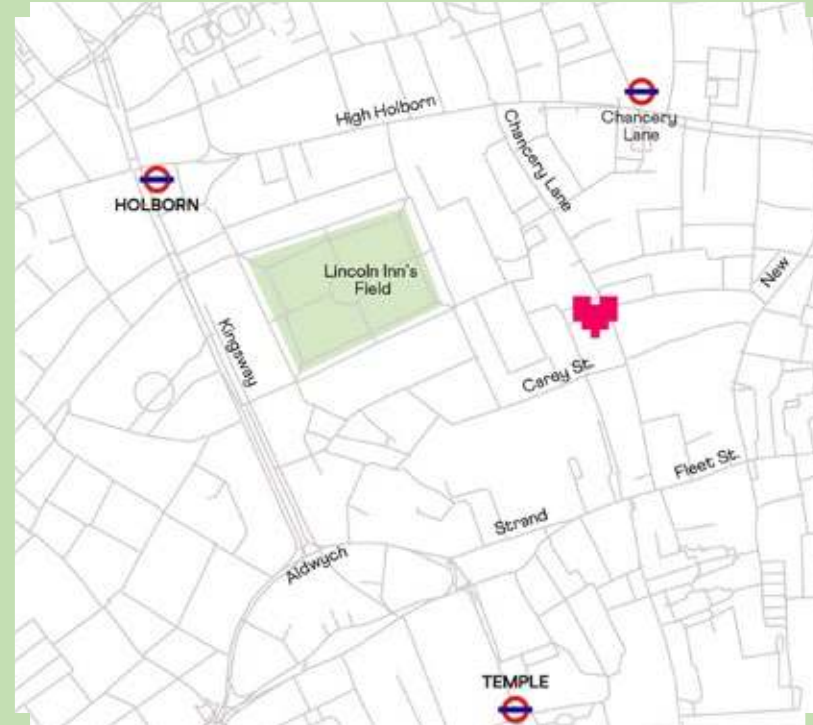 High Holborn
Chancery
Lane
Chancery Lane
HOLBORN
Lincoln Inn's
Field
New
Kingsway
Carey St.
Fleet St.
Strand
Aldwych
TEMPLE